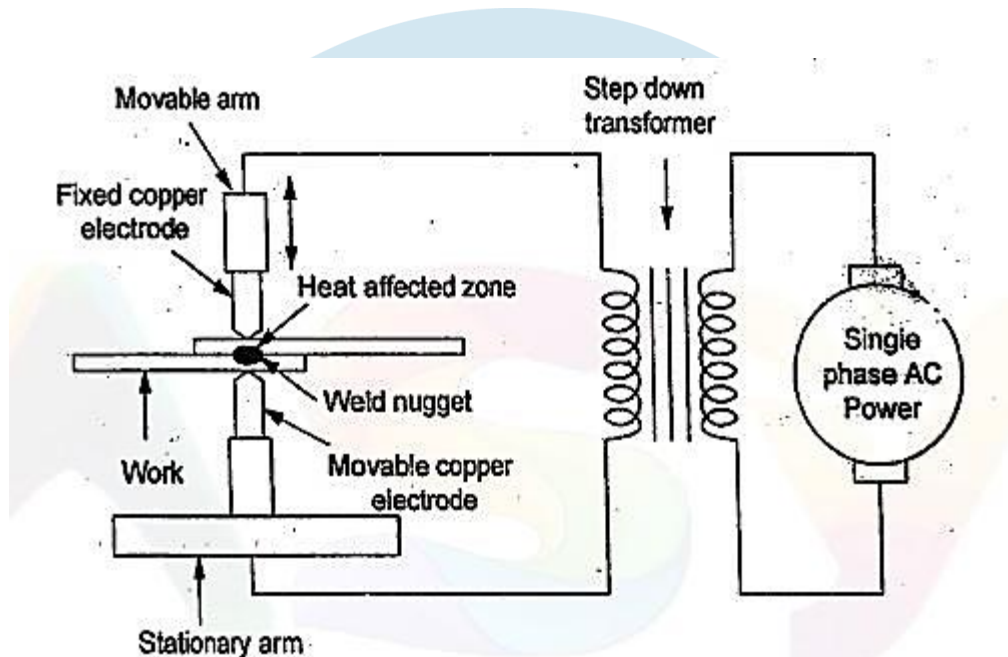 Movable arm
Step down
transformer
Fixed copper
electrode
Heat affected zone
Single
phase AC
Power
Weld nugget
Work
Movable copper
electrode
Stationary arm